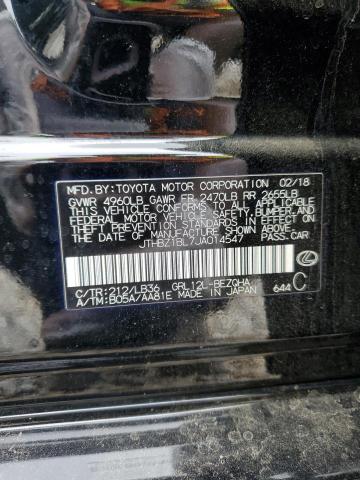 MFD. BY: TOYOTA MOTOR CORPORATION 02/18
GVWR 4960LB GAWR FR 2470LB RR 2655LB
THIS VEHICLE CONFORMS TO ALL APPLICABLE
FEDERAL MOTOR VEHICLE SAFETY, BUMPER, AND
THEFT PREVENTION STANDARDS IN EFFECT ON THE DATE
OF MANUFACTURE SHOWN ABOVE.
JTHBZ1BL7JA014547 PASS. CAR
C/TR: 212/LB36 GRL12L-BEZQHA
A/TM: B05A/AA81E MADE IN JAPAN 644 C